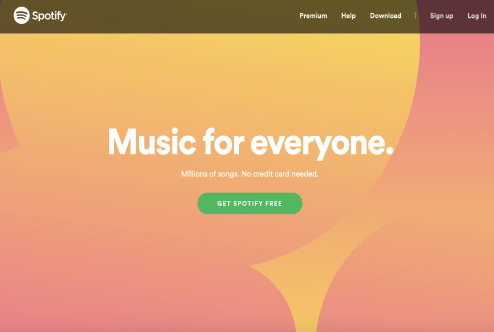 Spotify
Premium Help Download | Sign up Log In
Music for everyone.
Millions of songs. No credit card needed.
GET SPOTIFY FREE